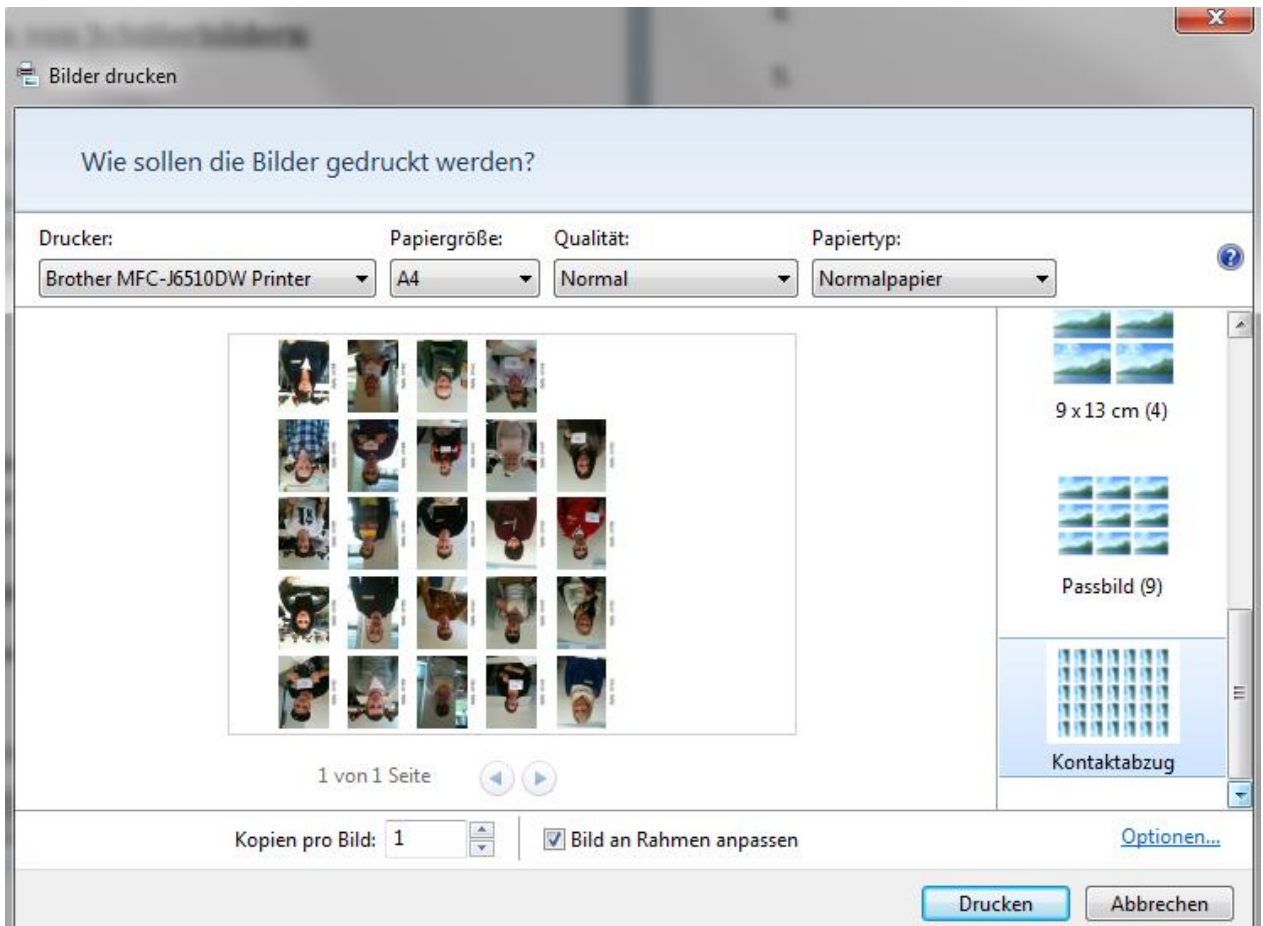 von Schülerbildern
Bilder drucken
Wie sollen die Bilder gedruckt werden?
Drucker:
Papiergröße:
Qualität:
Papiertyp:
Brother MFC-J6510DW Printer
A4
Normal
Normalpapier
9 x 13 cm (4)
Passbild (9)
Kontaktabzug
1 von 1 Seite
Kopien pro Bild: 1
Bild an Rahmen anpassen
Optionen...
Drucken
Abbrechen